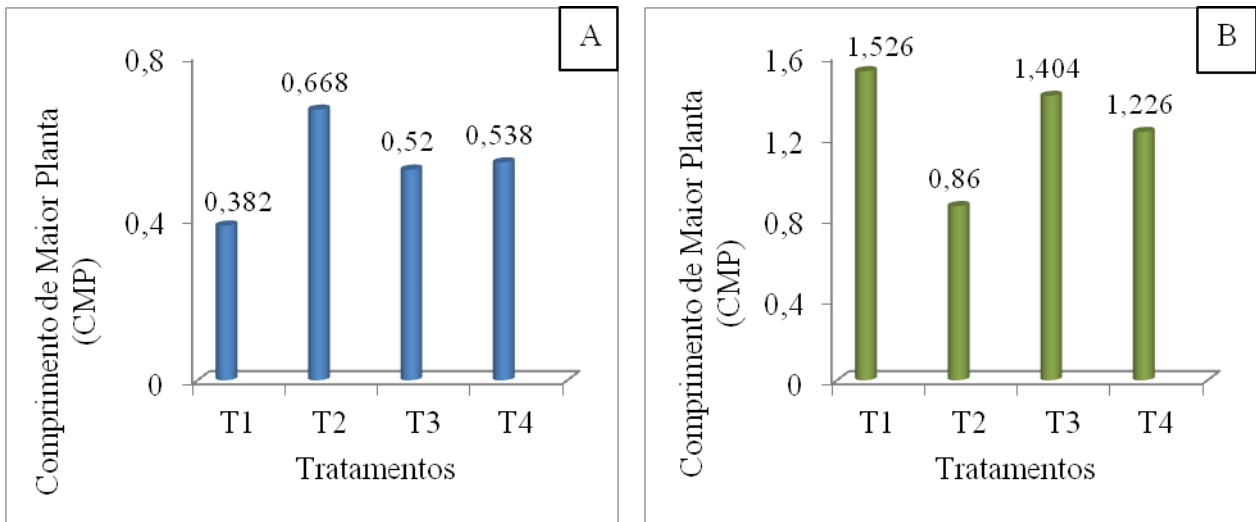 A
Comprimento de Maior Planta
(CMP)
0,8
0,4
0
0,382
0,668
0,52
0,538
T1
T2
T3
T4
Tratamentos
B
Comprimento de Maior Planta
(CMP)
1,6
1,2
0,8
0,4
0
1,526
0,86
1,404
1,226
T1
T2
T3
T4
Tratamentos